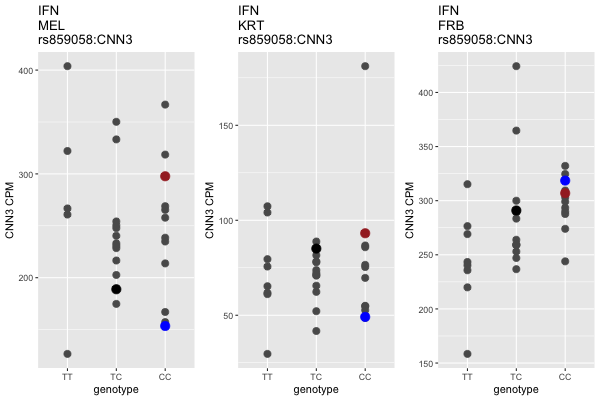 IFN
MEL
rs859058:CNN3
400
300
200
CNN3 CPM
TT
TC
CC
genotype
IFN
KRT
rs859058:CNN3
150
100
50
CNN3 CPM
TT
TC
CC
genotype
IFN
FRB
rs859058:CNN3
400
350
300
250
200
150
CNN3 CPM
TT
TC
CC
genotype